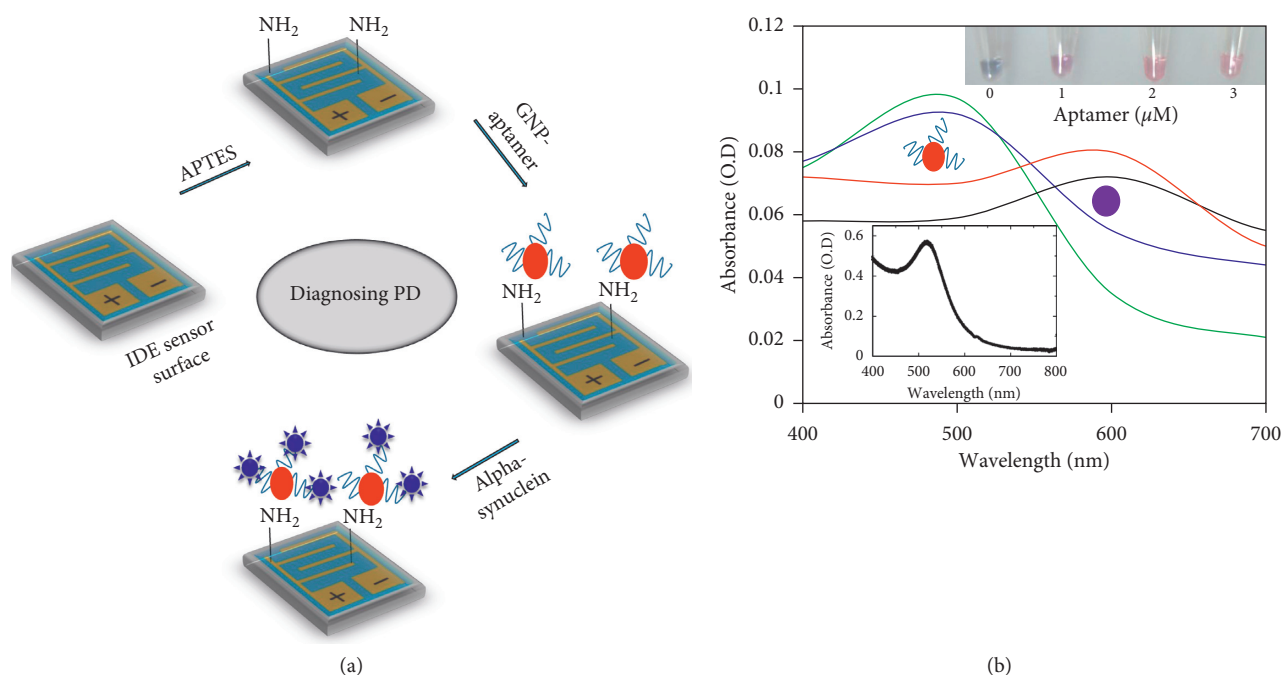 NH₂
NH₂
APTES
GNP-
aptamer
IDE sensor
surface
+
−
Diagnosing PD
NH₂
NH₂
+
−
+
−
Alpha-
synuclein
NH₂
NH₂
+
−
(a)
0.12
0.1
0.08
0.06
0.04
0.02
0
Absorbance (O.D)
400
500
600
700
Wavelength (nm)
0
1
2
3
Aptamer (µM)
0.6
0.4
0.2
0
Absorbance (O.D)
400
500
600
700
800
Wavelength (nm)
(b)